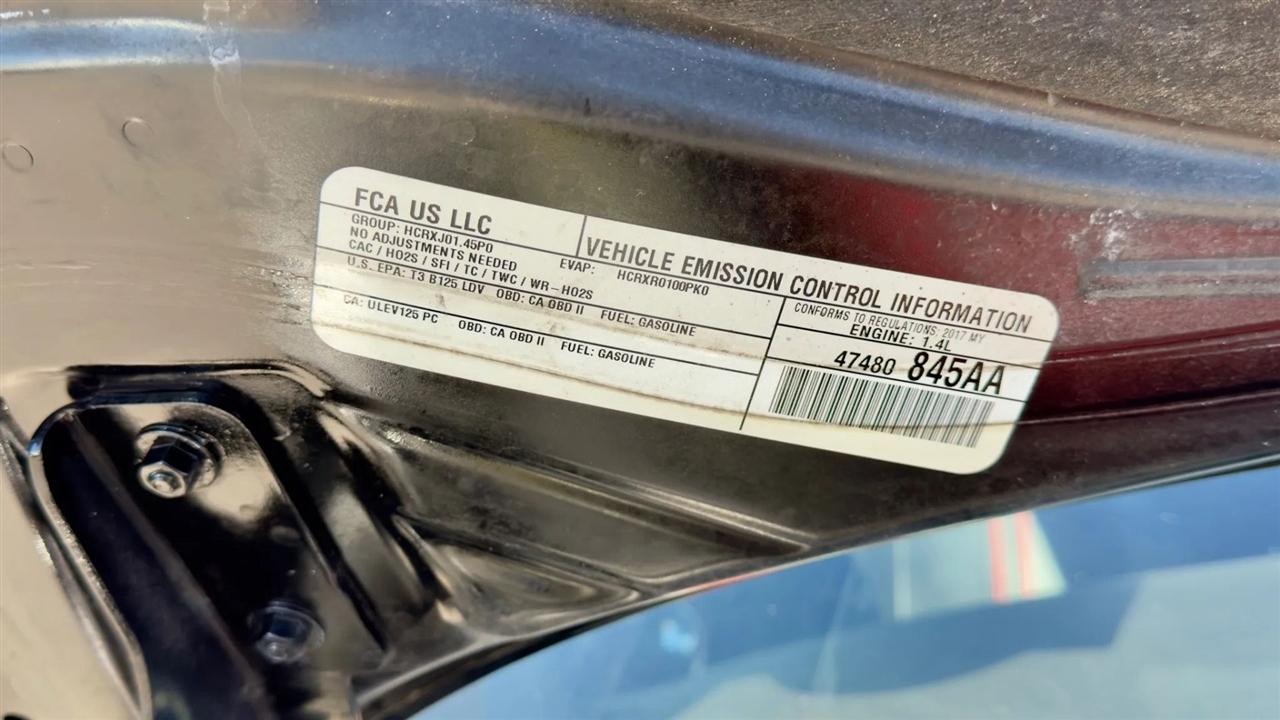 FCA US LLC
VEHICLE EMISSION CONTROL INFORMATION
GROUP: HCRXJ01.45P0 EVAP: HCRXR0100PK0
NO ADJUSTMENTS NEEDED
CAC / HO2S / SFI / TC / TWC / WR-HO2S
U.S. EPA: T3 B125 LDV OBD: CA OBD II FUEL: GASOLINE
CA: ULEV125 PC OBD: CA OBD II FUEL: GASOLINE
CONFORMS TO REGULATIONS: 2017 MY
ENGINE: 1.4L
47480 845AA